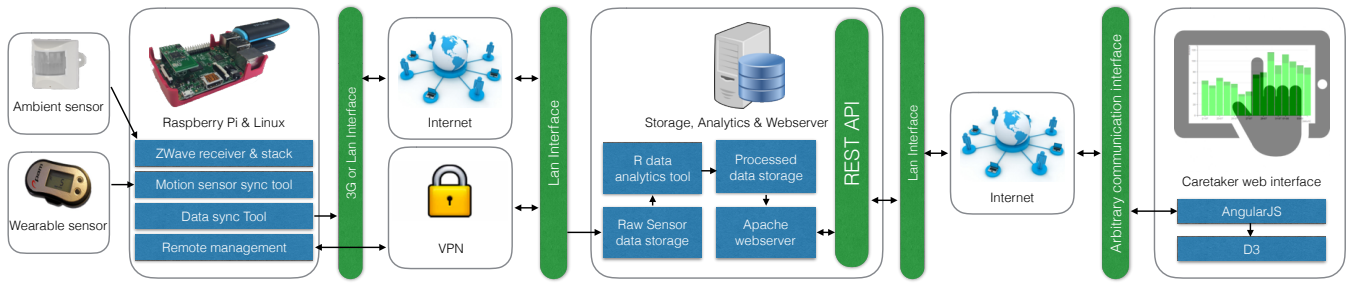 Ambient sensor
Wearable sensor
Raspberry Pi & Linux
ZWave receiver & stack
Motion sensor sync tool
Data sync Tool
Remote management
3G or Lan Interface
Internet
VPN
Lan Interface
Storage, Analytics & Webserver
R data
analytics tool
Processed
data storage
Raw Sensor
data storage
Apache
webserver
REST API
Lan Interface
Internet
Arbitrary communication interface
Caretaker web interface
AngularJS
D3